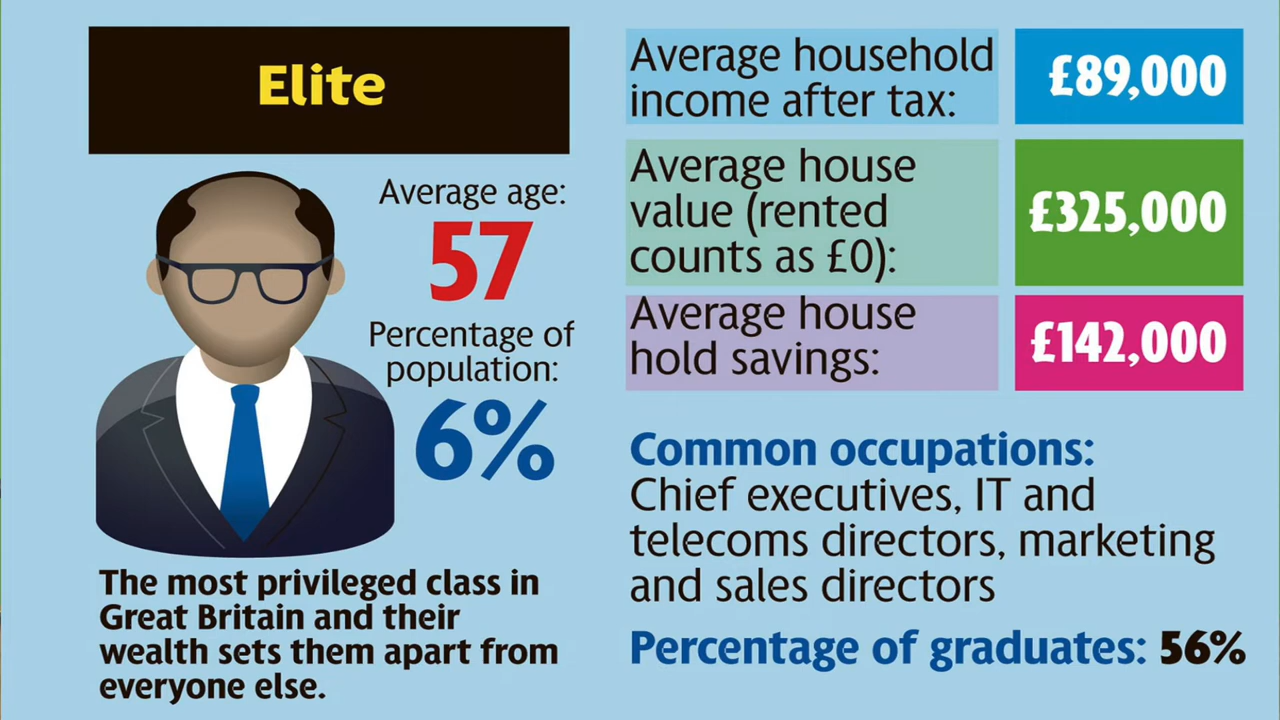 Elite
Average age:
57
Percentage of
population:
6%
The most privileged class in
Great Britain and their
wealth sets them apart from
everyone else.
Average household
income after tax:
£89,000
Average house
value (rented
counts as £0):
£325,000
Average house
hold savings:
£142,000
Common occupations:
Chief executives, IT and
telecoms directors, marketing
and sales directors
Percentage of graduates: 56%